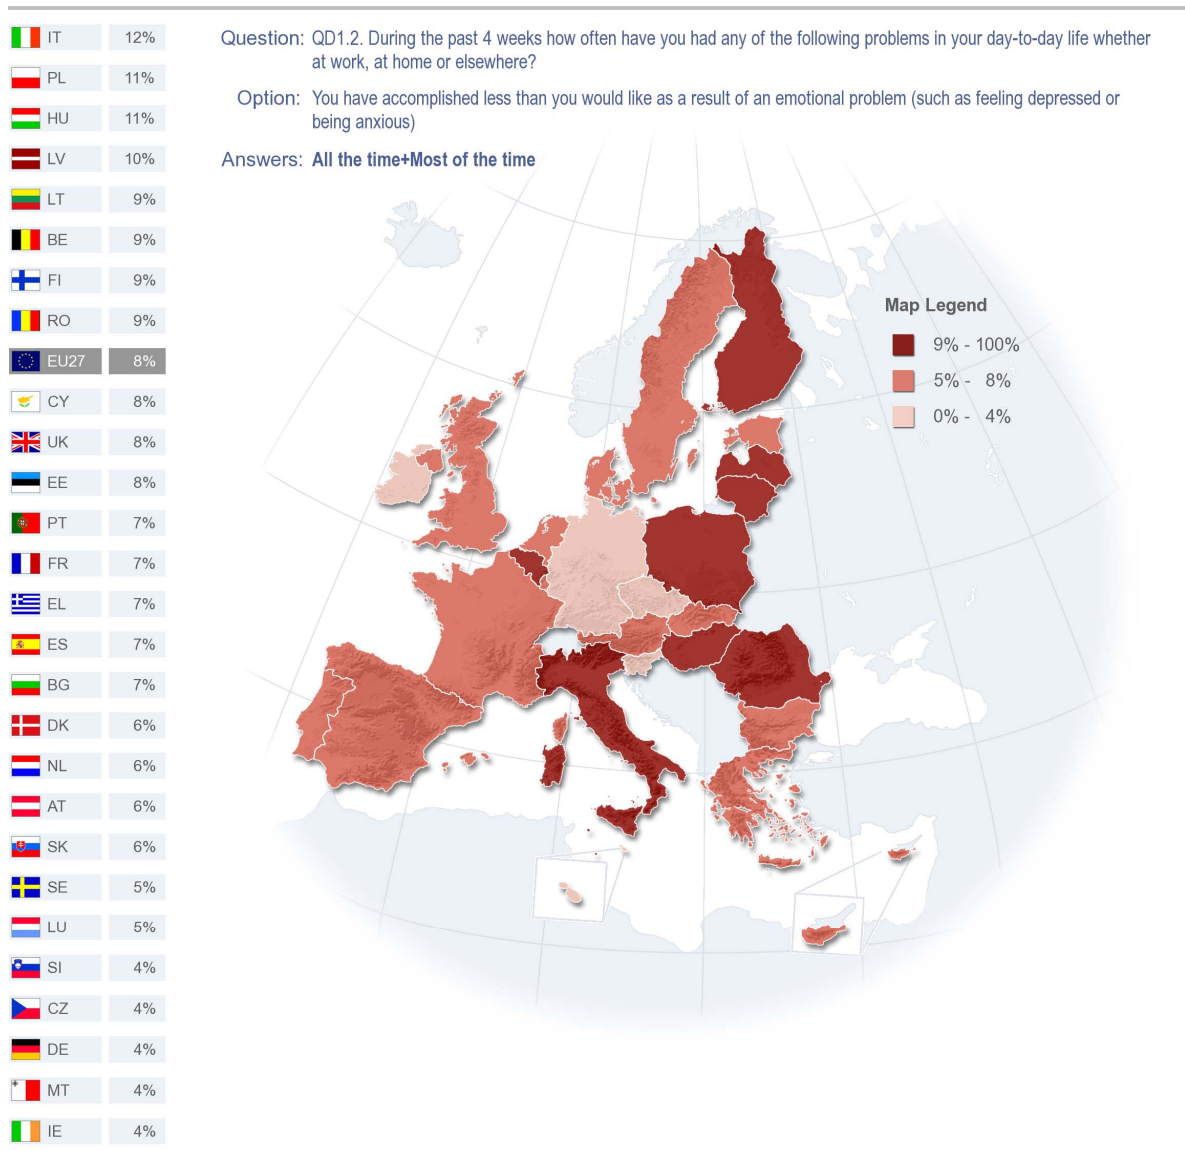 IT 12%
PL 11%
HU 11%
LV 10%
LT 9%
BE 9%
FI 9%
RO 9%
EU27 8%
CY 8%
UK 8%
EE 8%
PT 7%
FR 7%
EL 7%
ES 7%
BG 7%
DK 6%
NL 6%
AT 6%
SK 6%
SE 5%
LU 5%
SI 4%
CZ 4%
DE 4%
MT 4%
IE 4%
Question: QD1.2. During the past 4 weeks how often have you had any of the following problems in your day-to-day life whether
at work, at home or elsewhere?
Option: You have accomplished less than you would like as a result of an emotional problem (such as feeling depressed or
being anxious)
Answers: All the time+Most of the time
Map Legend
9% - 100%
5% - 8%
0% - 4%